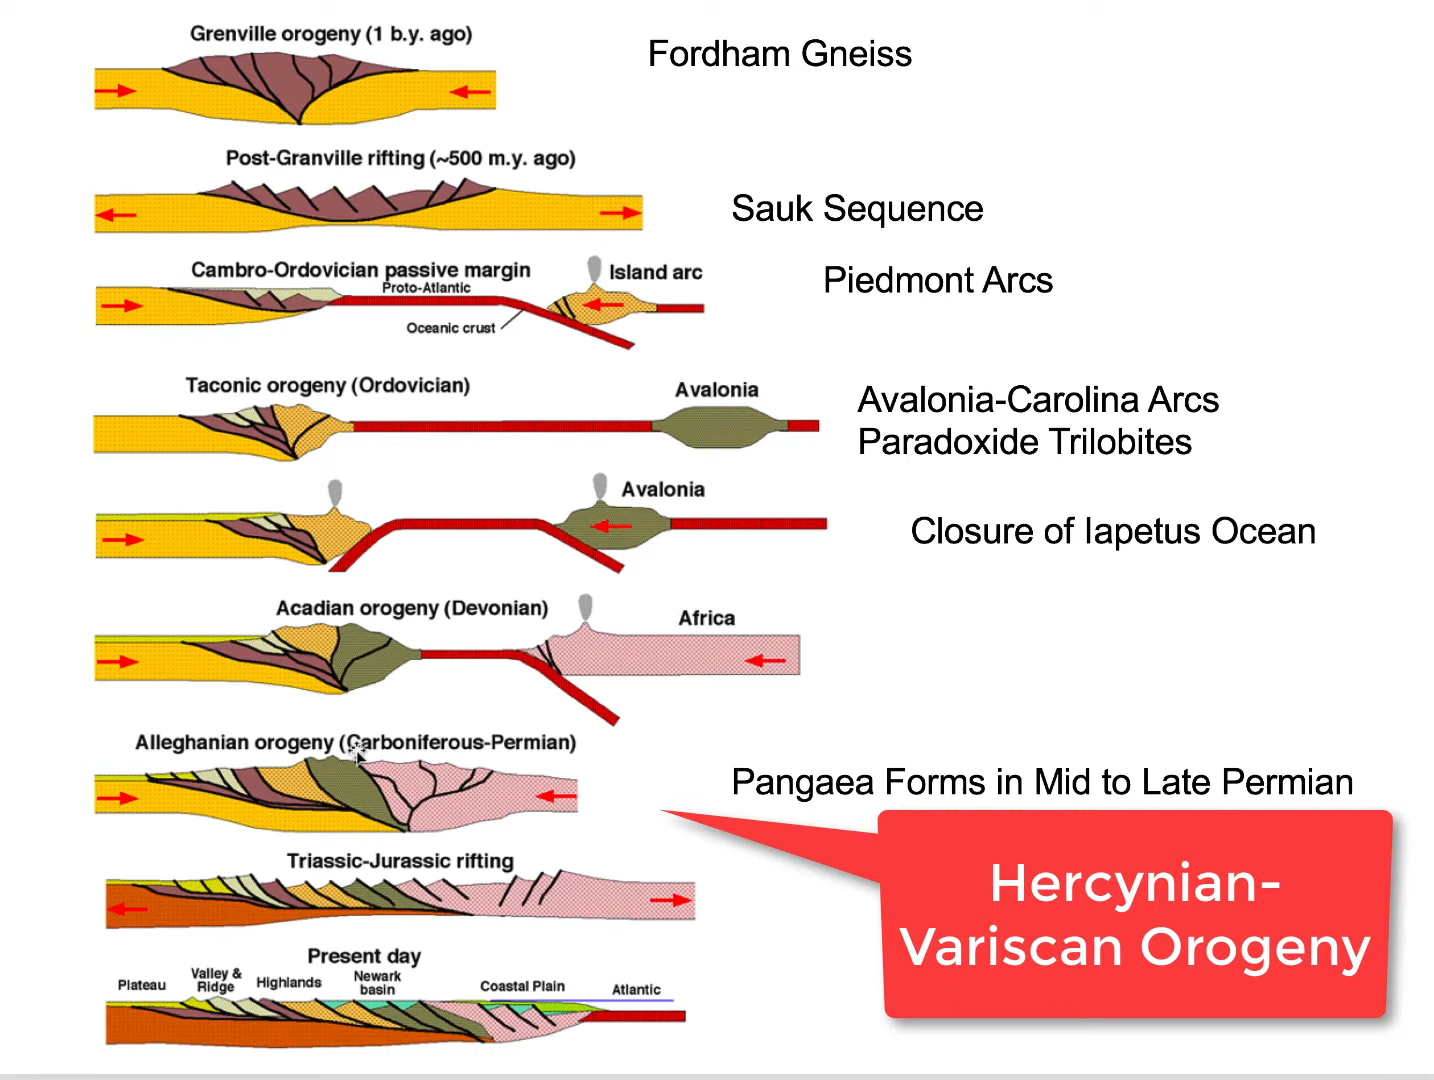 Grenville orogeny (1 b.y. ago)
Fordham Gneiss
Post-Granville rifting (~500 m.y. ago)
Sauk Sequence
Cambro-Ordovician passive margin
Island arc
Piedmont Arcs
Proto-Atlantic
Oceanic crust
Taconic orogeny (Ordovician)
Avalonia
Avalonia-Carolina Arcs
Paradoxide Trilobites
Avalonia
Closure of Iapetus Ocean
Acadian orogeny (Devonian)
Africa
Alleghanian orogeny (Carboniferous-Permian)
Pangaea Forms in Mid to Late Permian
Hercynian-
Variscan Orogeny
Triassic-Jurassic rifting
Present day
Plateau
Valley &
Ridge
Highlands
Newark
basin
Coastal Plain
Atlantic